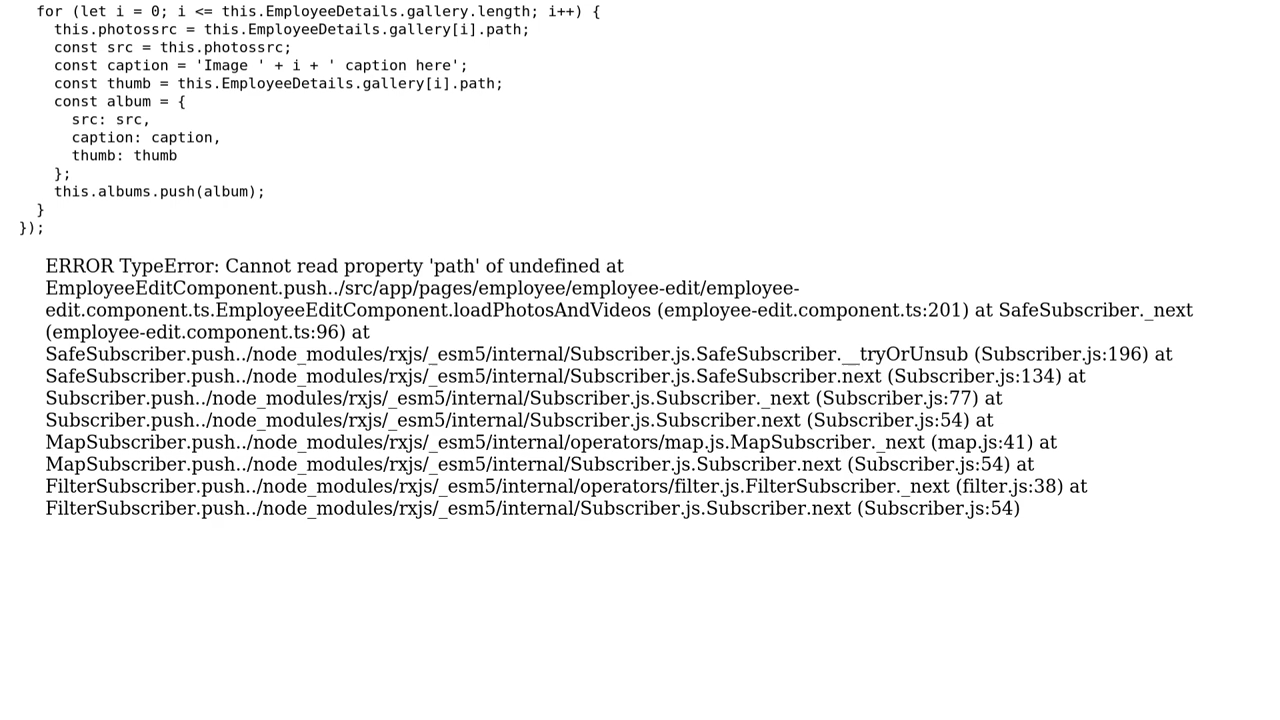 for (let i = 0; i <= this.EmployeeDetails.gallery.length; i++) {
this.photossrc = this.EmployeeDetails.gallery[i].path;
const src = this.photossrc;
const caption = 'Image ' + i + ' caption here';
const thumb = this.EmployeeDetails.gallery[i].path;
const album = {
src: src,
caption: caption,
thumb: thumb
};
this.albums.push(album);
}
});
ERROR TypeError: Cannot read property 'path' of undefined at
EmployeeEditComponent.push../src/app/pages/employee/employee-edit/employee-
edit.component.ts.EmployeeEditComponent.loadPhotosAndVideos (employee-edit.component.ts:201) at SafeSubscriber._next
(employee-edit.component.ts:96) at
SafeSubscriber.push../node_modules/rxjs/_esm5/internal/Subscriber.js.SafeSubscriber.__tryOrUnsub (Subscriber.js:196) at
SafeSubscriber.push../node_modules/rxjs/_esm5/internal/Subscriber.js.SafeSubscriber.next (Subscriber.js:134) at
Subscriber.push../node_modules/rxjs/_esm5/internal/Subscriber.js.Subscriber._next (Subscriber.js:77) at
Subscriber.push../node_modules/rxjs/_esm5/internal/Subscriber.js.Subscriber.next (Subscriber.js:54) at
MapSubscriber.push../node_modules/rxjs/_esm5/internal/operators/map.js.MapSubscriber._next (map.js:41) at
MapSubscriber.push../node_modules/rxjs/_esm5/internal/Subscriber.js.Subscriber.next (Subscriber.js:54) at
FilterSubscriber.push../node_modules/rxjs/_esm5/internal/operators/filter.js.FilterSubscriber._next (filter.js:38) at
FilterSubscriber.push../node_modules/rxjs/_esm5/internal/Subscriber.js.Subscriber.next (Subscriber.js:54)